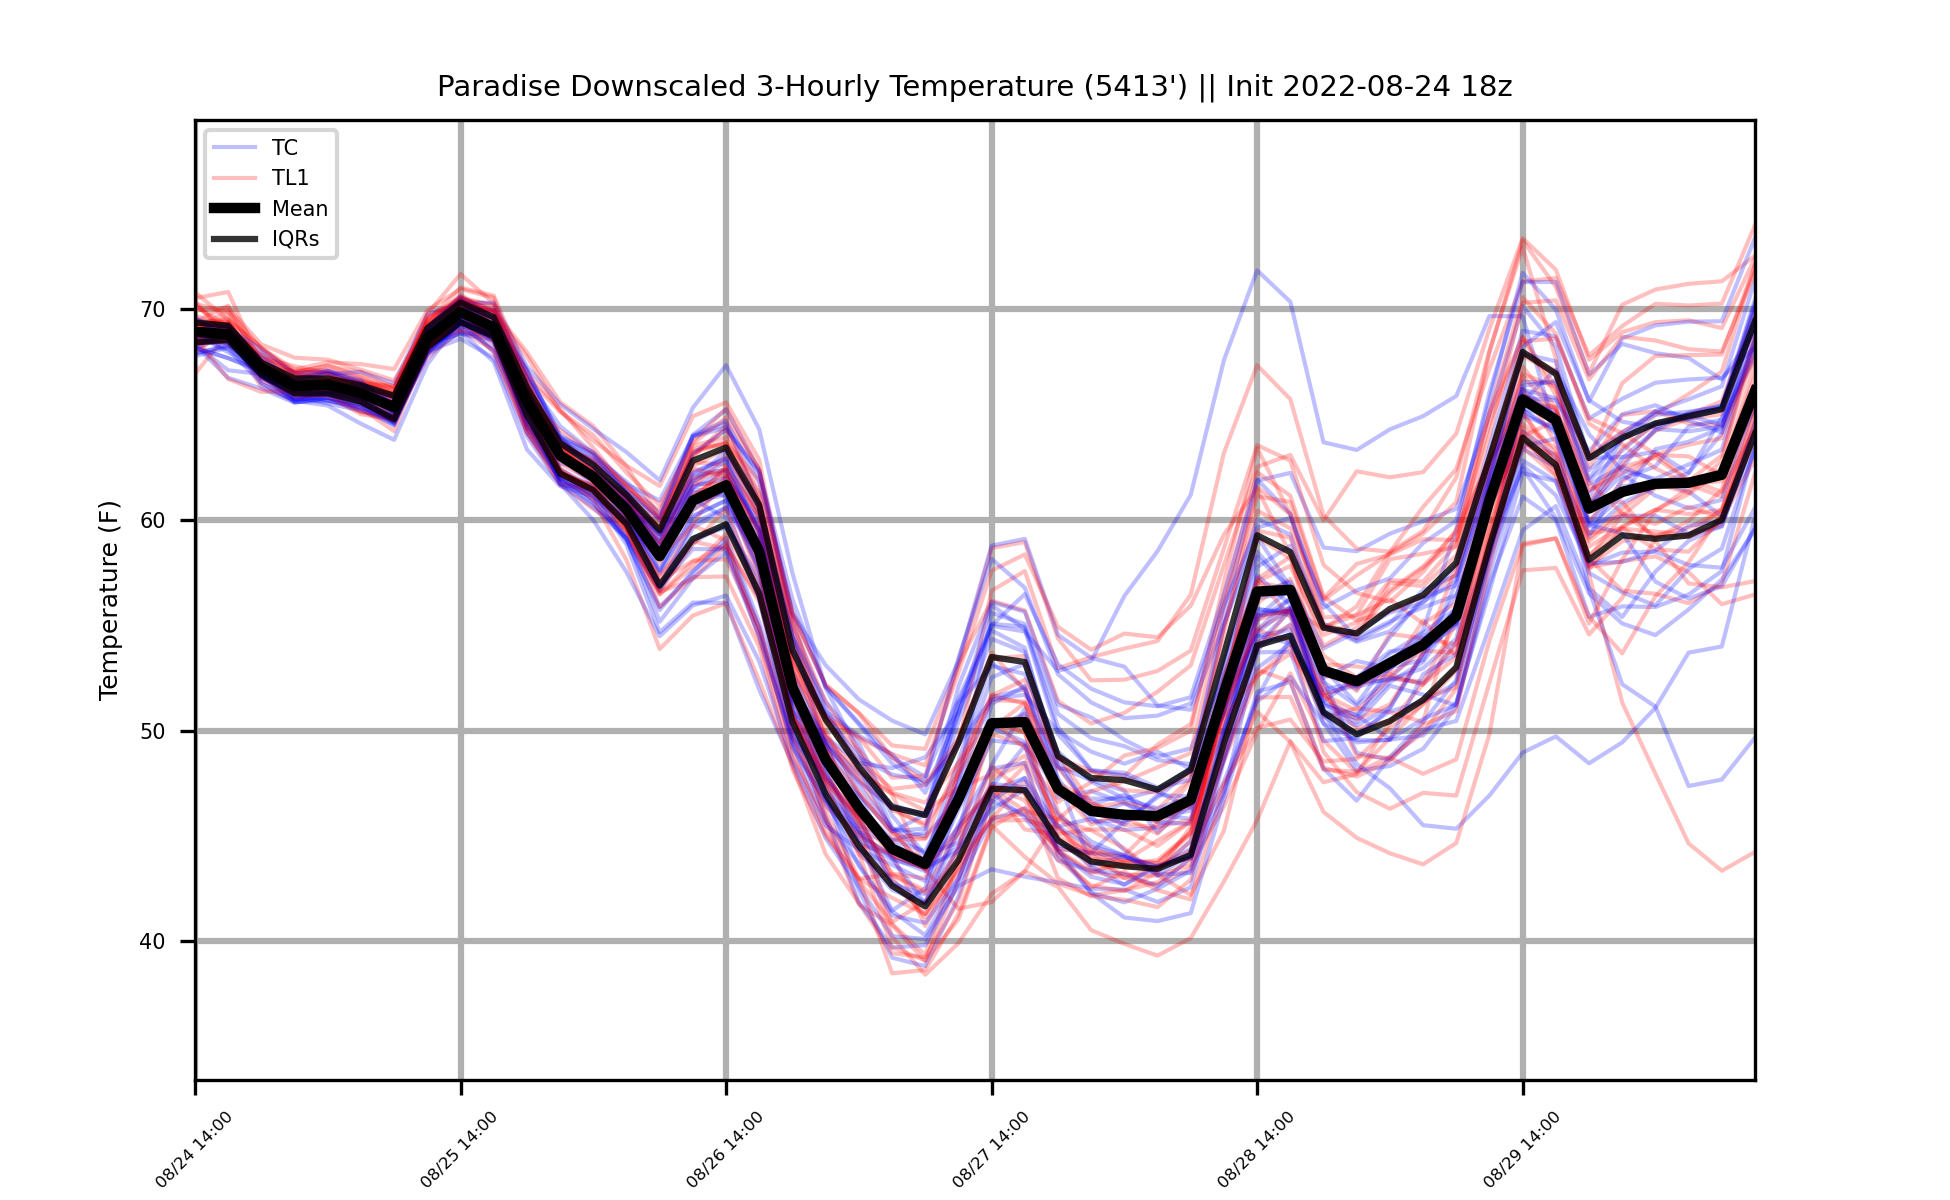 Paradise Downscaled 3-Hourly Temperature (5413') || Init 2022-08-24 18z
TC
TL1
Mean
IQRs
Temperature (F)
70
60
50
40
08/24 14:00
08/25 14:00
08/26 14:00
08/27 14:00
08/28 14:00
08/29 14:00